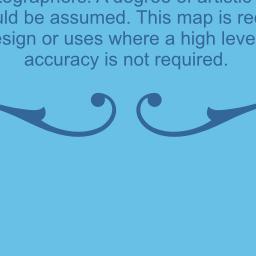 tographers. A degree of artistic
uld be assumed. This map is rec
esign or uses where a high leve
accuracy is not required.